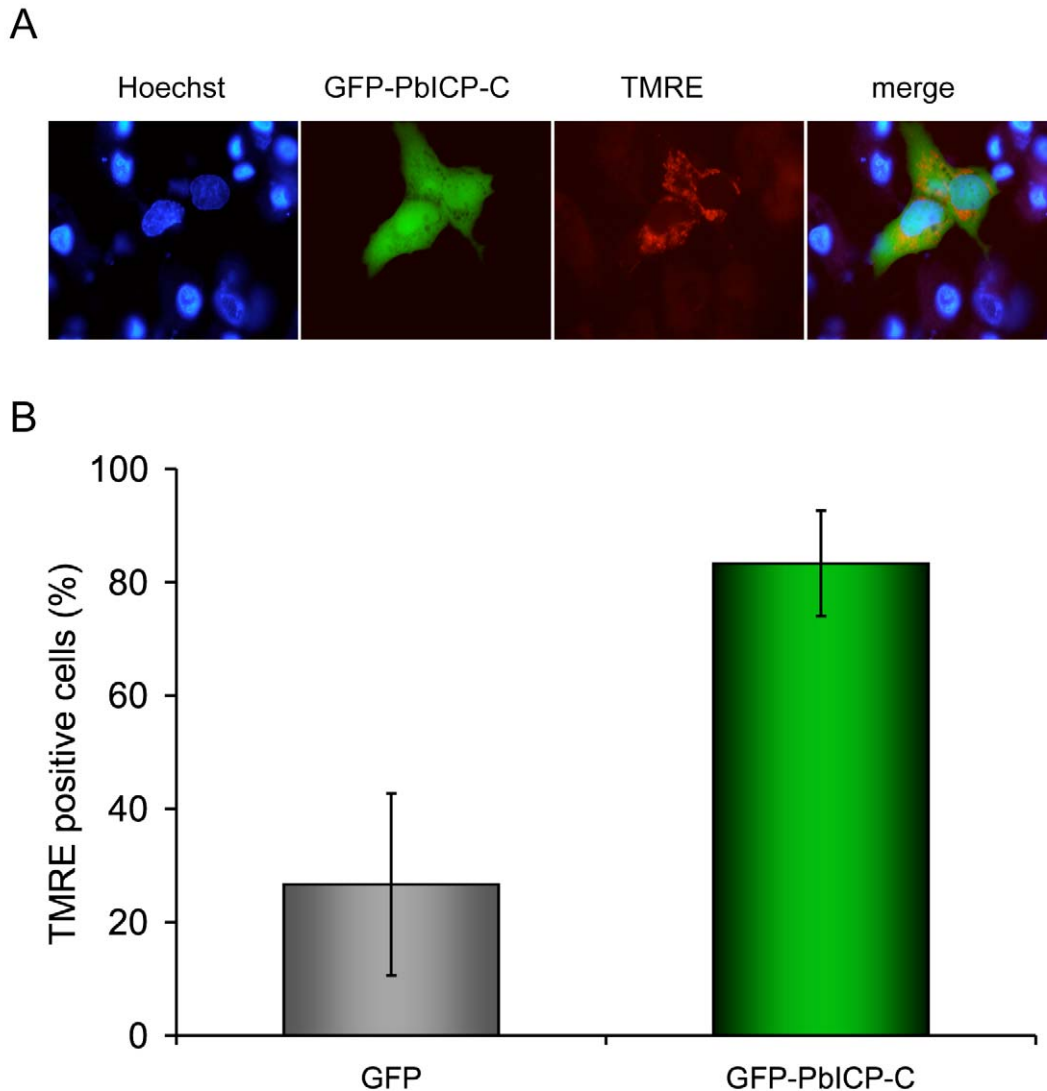 A
Hoechst GFP-PbICP-C TMRE merge
B
TMRE positive cells (%)
100
80
60
40
20
0
GFP GFP-PbICP-C